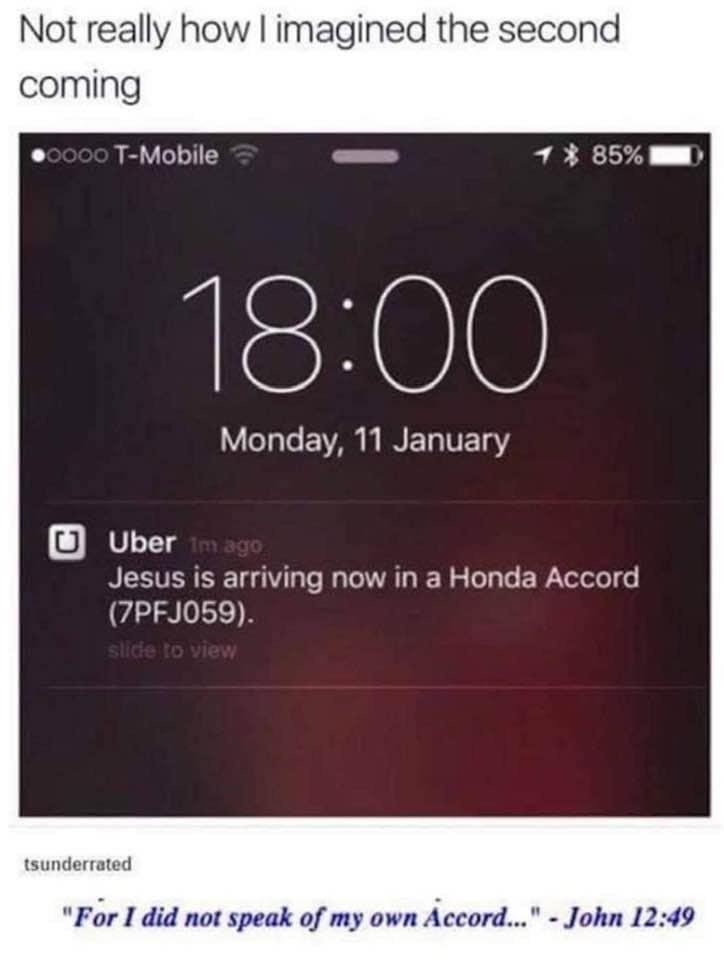 Not really how I imagined the second
coming
T-Mobile 85%
18:00
Monday, 11 January
Uber 1m ago
Jesus is arriving now in a Honda Accord
(7PFJ059).
slide to view
tsunderrated
"For I did not speak of my own Accord..." - John 12:49